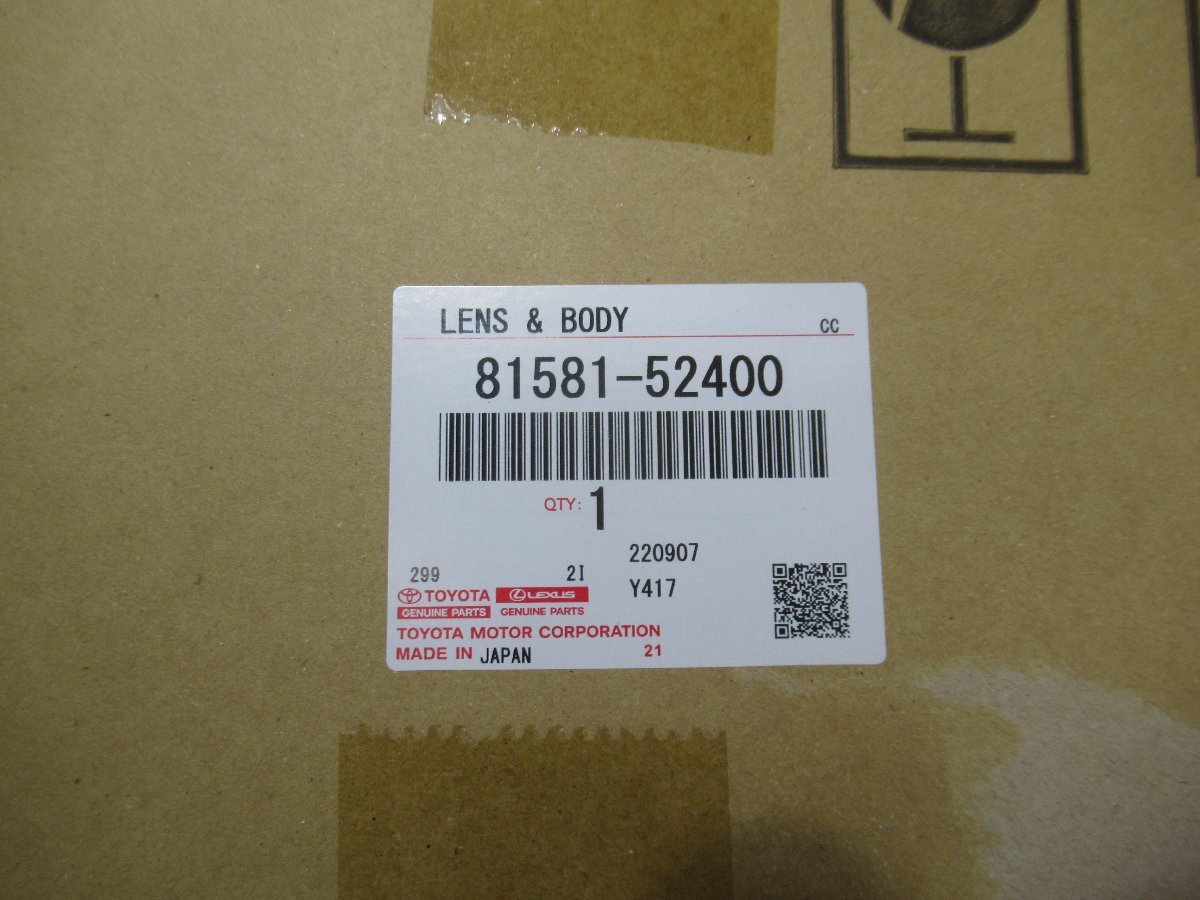 LENS & BODY CC
81581-52400
QTY: 1
220907
299 2I Y417
TOYOTA LEXUS
GENUINE PARTS GENUINE PARTS
TOYOTA MOTOR CORPORATION
MADE IN JAPAN 21